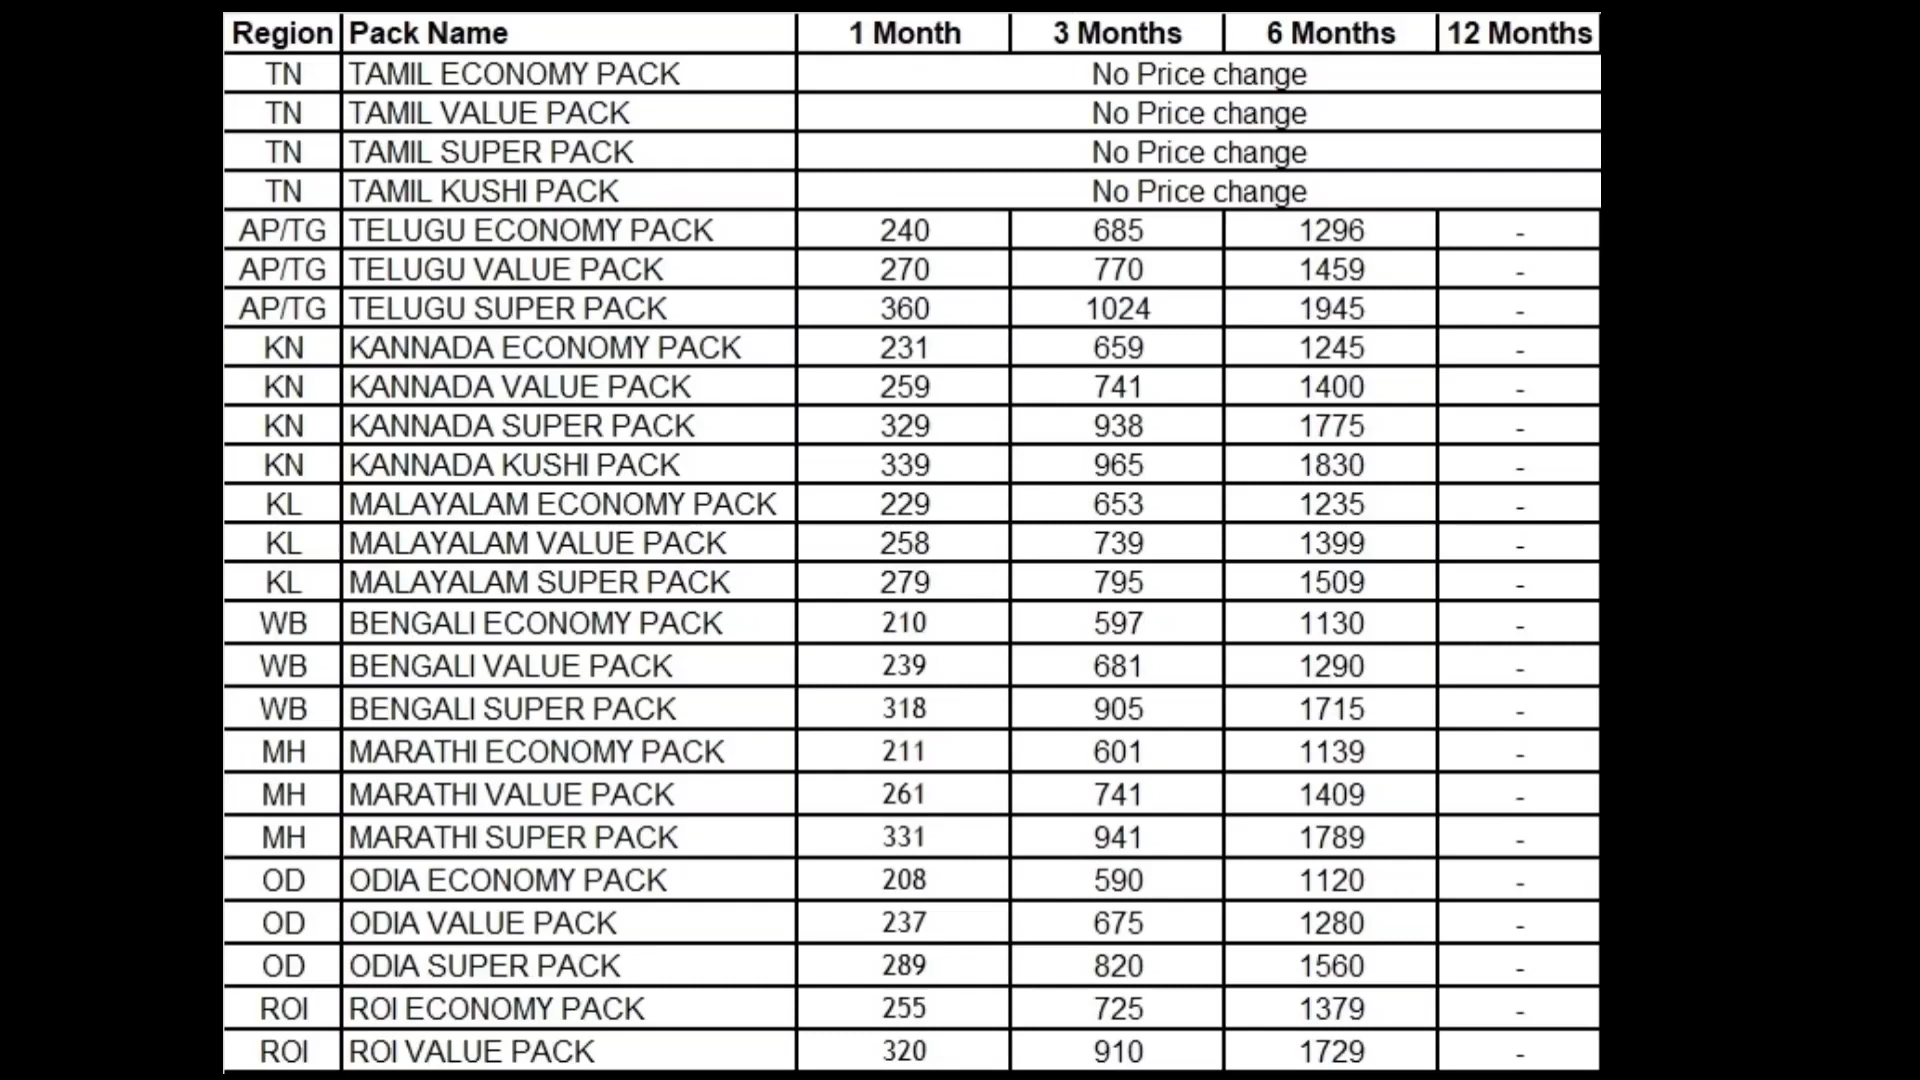 Region Pack Name 1 Month 3 Months 6 Months 12 Months
TN TAMIL ECONOMY PACK No Price change
TN TAMIL VALUE PACK No Price change
TN TAMIL SUPER PACK No Price change
TN TAMIL KUSHI PACK No Price change
AP/TG TELUGU ECONOMY PACK 240 685 1296 -
AP/TG TELUGU VALUE PACK 270 770 1459 -
AP/TG TELUGU SUPER PACK 360 1024 1945 -
KN KANNADA ECONOMY PACK 231 659 1245 -
KN KANNADA VALUE PACK 259 741 1400 -
KN KANNADA SUPER PACK 329 938 1775 -
KN KANNADA KUSHI PACK 339 965 1830 -
KL MALAYALAM ECONOMY PACK 229 653 1235 -
KL MALAYALAM VALUE PACK 258 739 1399 -
KL MALAYALAM SUPER PACK 279 795 1509 -
WB BENGALI ECONOMY PACK 210 597 1130 -
WB BENGALI VALUE PACK 239 681 1290 -
WB BENGALI SUPER PACK 318 905 1715 -
MH MARATHI ECONOMY PACK 211 601 1139 -
MH MARATHI VALUE PACK 261 741 1409 -
MH MARATHI SUPER PACK 331 941 1789 -
OD ODIA ECONOMY PACK 208 590 1120 -
OD ODIA VALUE PACK 237 675 1280 -
OD ODIA SUPER PACK 289 820 1560 -
ROI ROI ECONOMY PACK 255 725 1379 -
ROI ROI VALUE PACK 320 910 1729 -